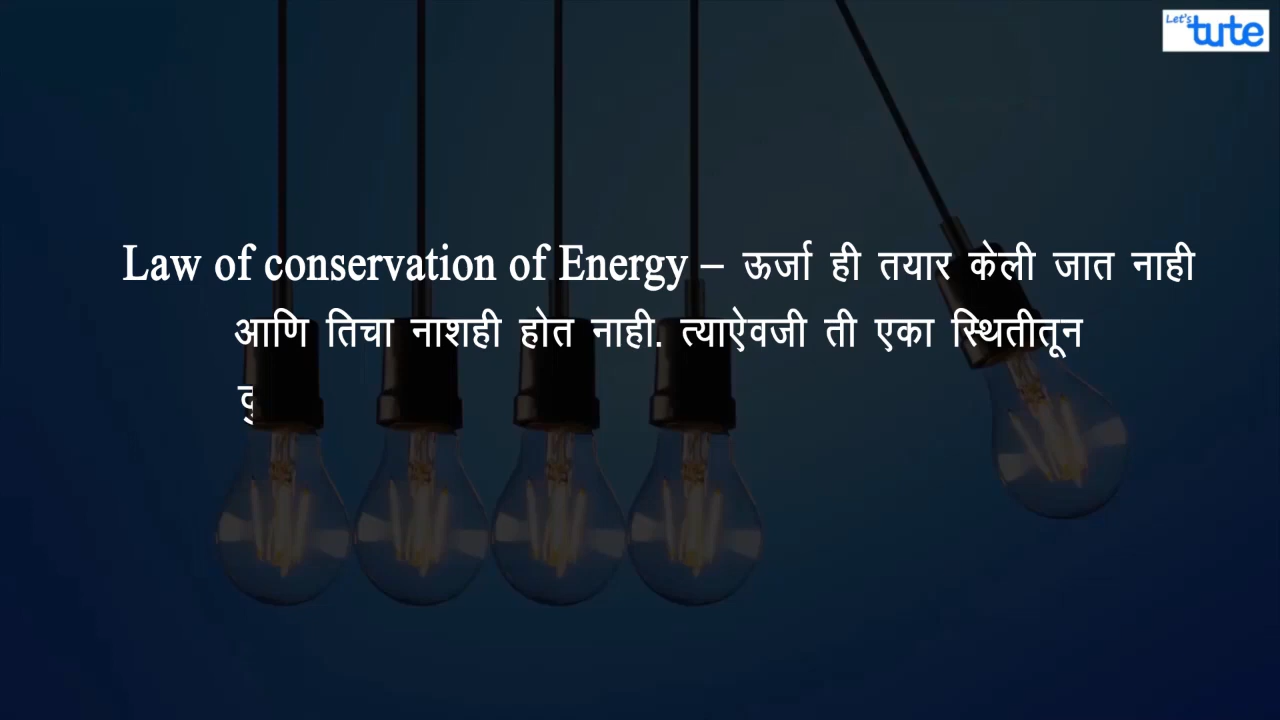 Let's tute
Law of conservation of Energy – ऊर्जा ही तयार केली जात नाही
आणि तिचा नाशही होत नाही. त्याऐवजी ती एका स्थितीतून